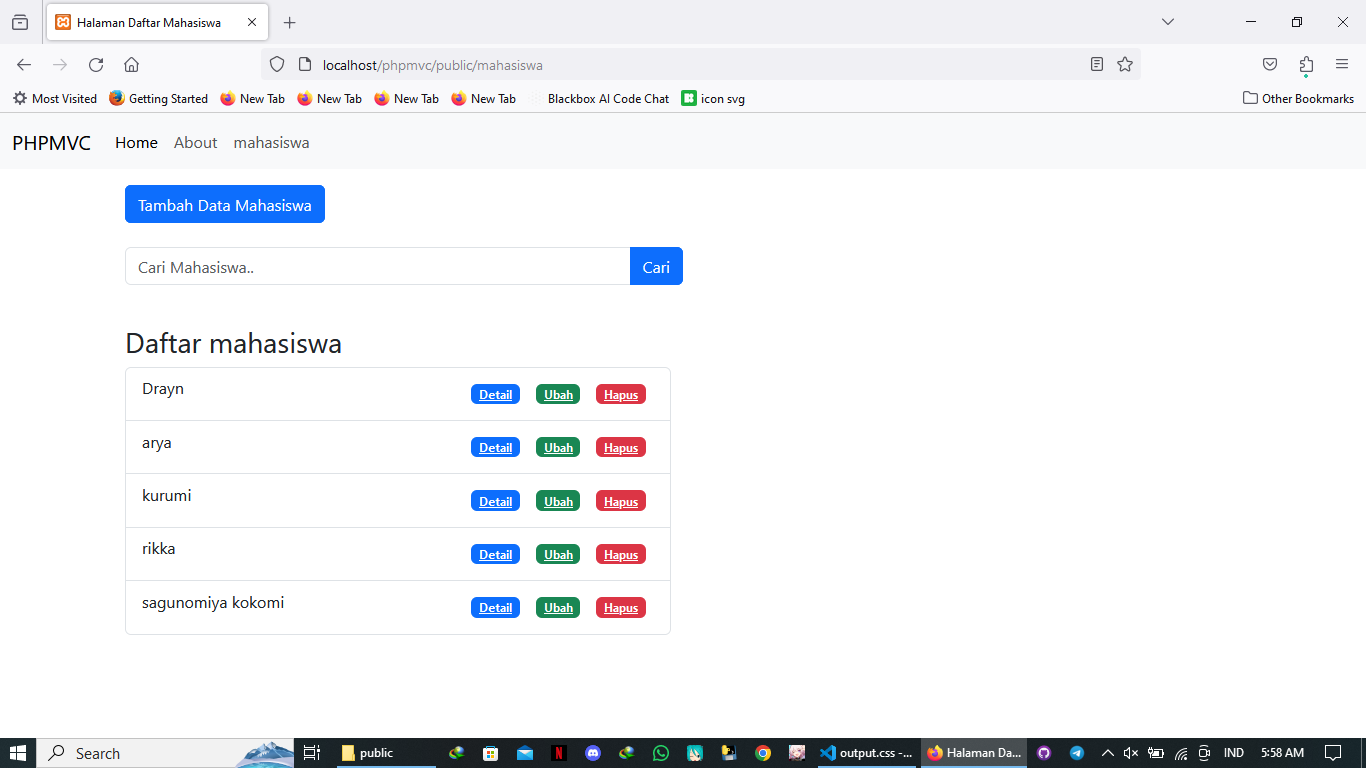 Halaman Daftar Mahasiswa
localhost/phpmvc/public/mahasiswa
Most Visited Getting Started New Tab New Tab New Tab New Tab Blackbox AI Code Chat icon svg Other Bookmarks
PHPMVC Home About mahasiswa
Tambah Data Mahasiswa
Cari Mahasiswa.. Cari
Daftar mahasiswa
Drayn Detail Ubah Hapus
arya Detail Ubah Hapus
kurumi Detail Ubah Hapus
rikka Detail Ubah Hapus
sagunomiya kokomi Detail Ubah Hapus
Search public output.css -... Halaman Da... IND 5:58 AM